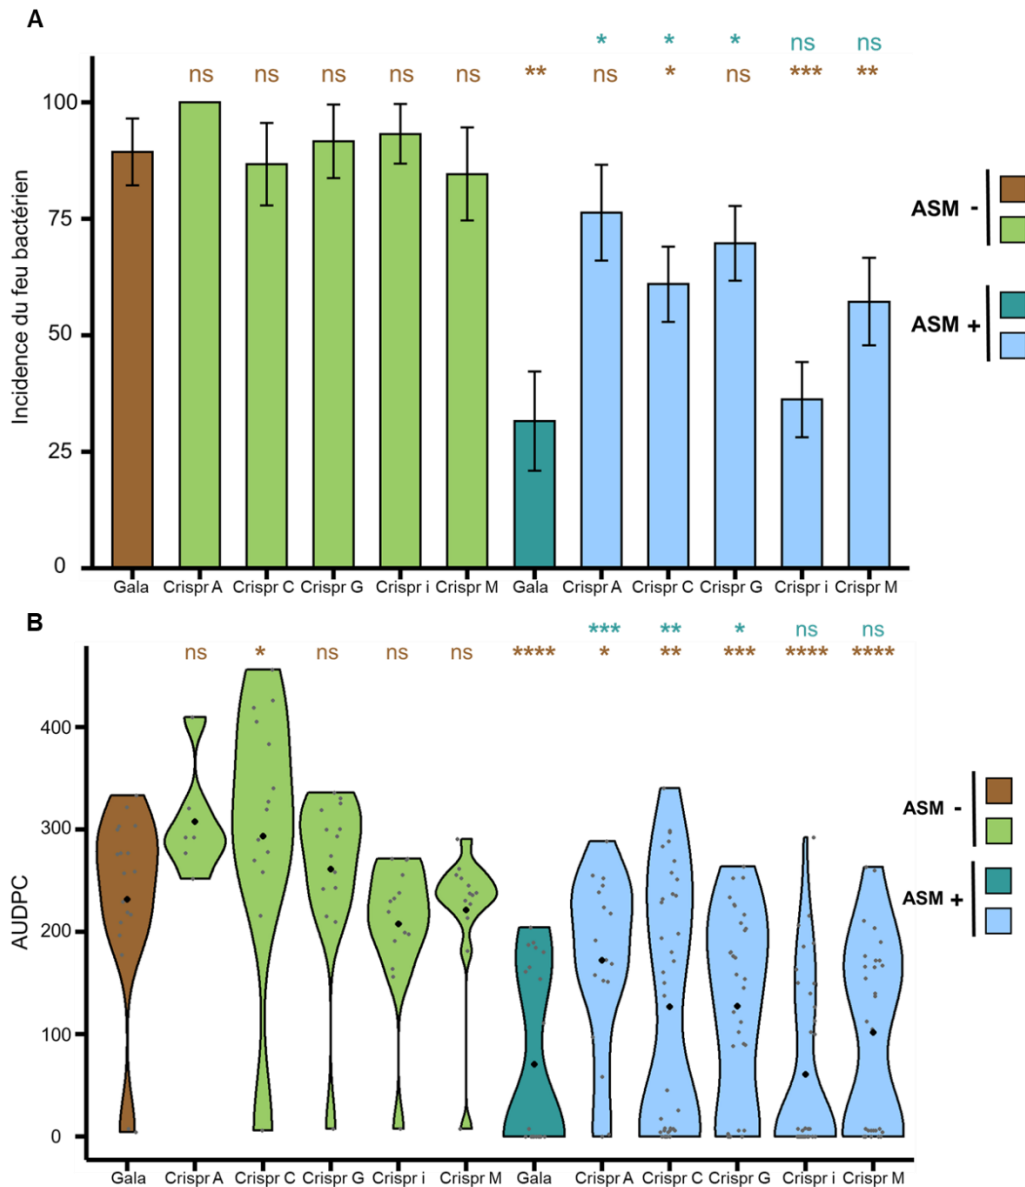 A
* * * ns ns
ns ns ns ns ns ** ns * ns *** **
100
75
50
25
0
Incidence du feu bactérien
Gala Crispr A Crispr C Crispr G Crispr i Crispr M Gala Crispr A Crispr C Crispr G Crispr i Crispr M
ASM -
ASM +
B
*** ** * ns ns
ns * ns ns ns **** * ** *** **** ****
400
300
200
100
0
AUDPC
Gala Crispr A Crispr C Crispr G Crispr i Crispr M Gala Crispr A Crispr C Crispr G Crispr i Crispr M
ASM -
ASM +